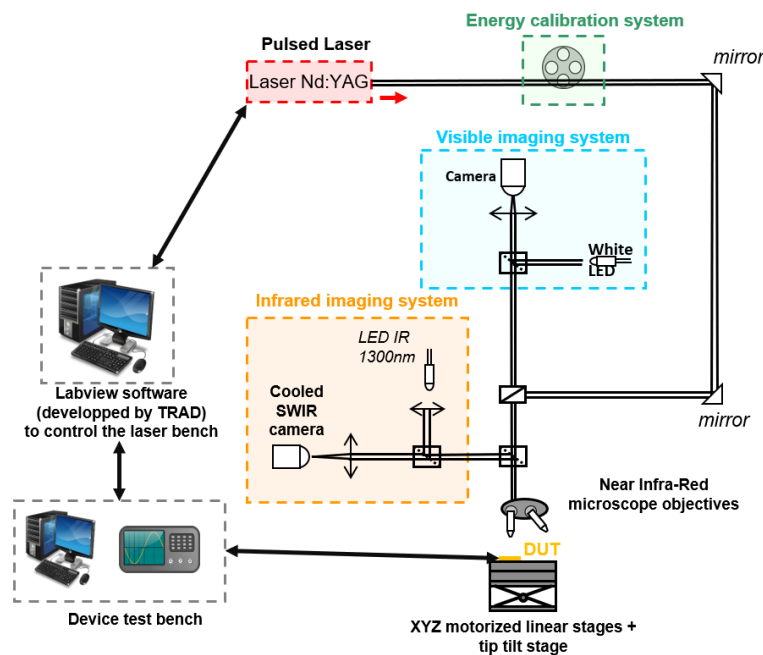 Energy calibration system
Pulsed Laser
Laser Nd:YAG
mirror
Visible imaging system
Camera
White
LED
Infrared imaging system
LED IR
1300nm
Cooled
SWIR
camera
Labview software
(developped by TRAD)
to control the laser bench
mirror
Near Infra-Red
microscope objectives
DUT
Device test bench
XYZ motorized linear stages +
tip tilt stage